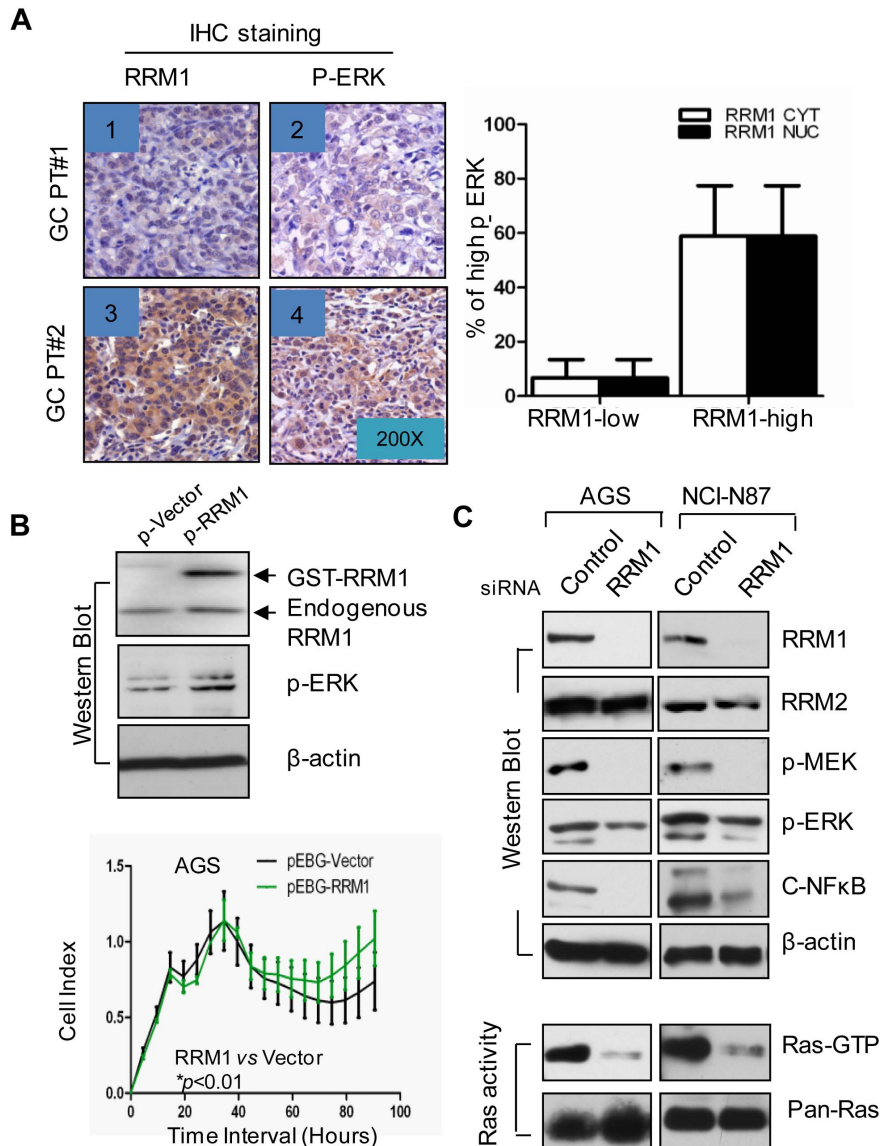 A
IHC staining
RRM1 P-ERK
GC PT#1
1
2
GC PT#2
3
4
200X
% of high p_ERK
100
80
60
40
20
0
RRM1 CYT
RRM1 NUC
RRM1-low RRM1-high
B
p-Vector p-RRM1
Western Blot
GST-RRM1
Endogenous
RRM1
p-ERK
β-actin
Cell Index
1.5
1.0
0.5
0.0
AGS
pEBG-Vector
pEBG-RRM1
RRM1 vs Vector
*p<0.01
0 20 40 60 80 100
Time Interval (Hours)
C
AGS NCI-N87
siRNA Control RRM1 Control RRM1
Western Blot
RRM1
RRM2
p-MEK
p-ERK
C-NFκB
β-actin
Ras activity
Ras-GTP
Pan-Ras